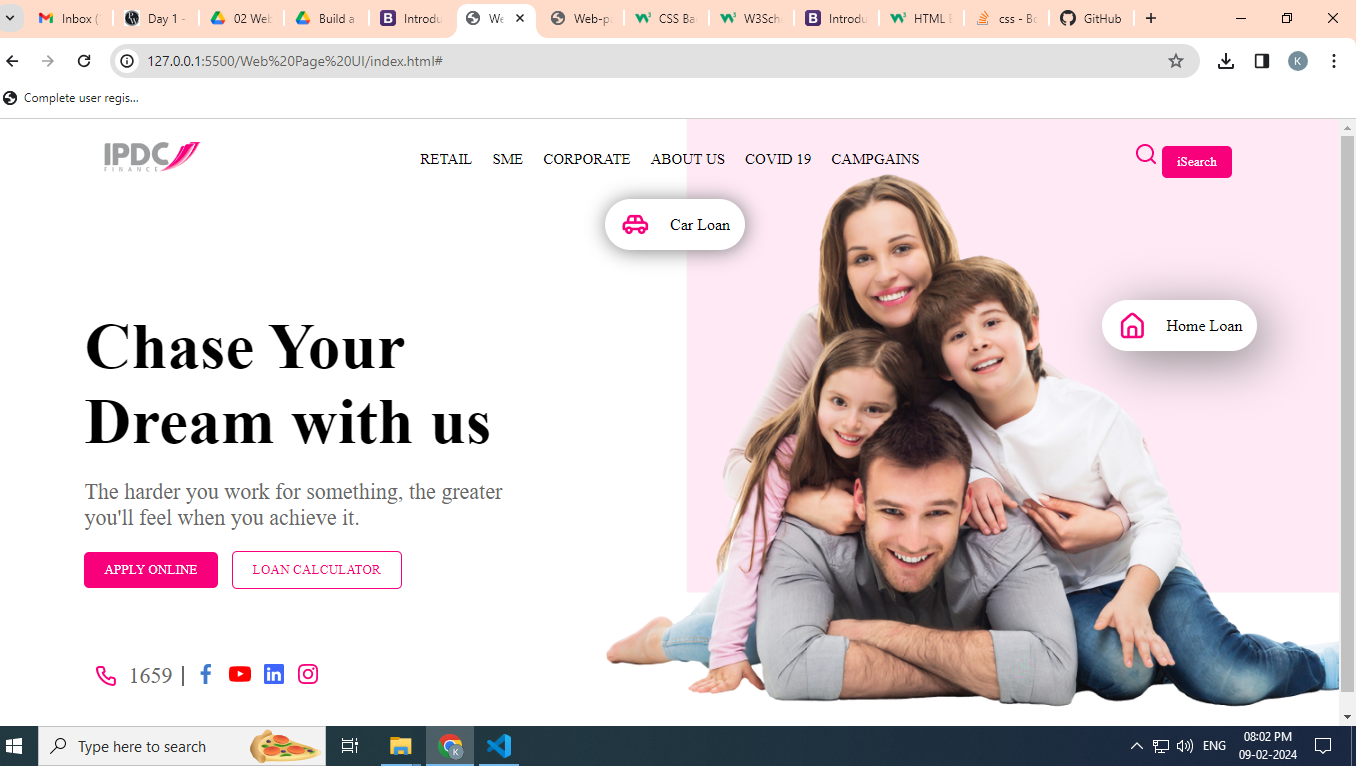 Inbox (
Day 1 -
02 Web
Build a
Introdu
We
Web-p
CSS Ba
W3Sch
Introdu
HTML E
css - Bo
GitHub
127.0.0.1:5500/Web%20Page%20UI/index.html#
K
Complete user regis...
IPDC
FINANCE
RETAIL SME CORPORATE ABOUT US COVID 19 CAMPGAINS
iSearch
Car Loan
Home Loan
Chase Your
Dream with us
The harder you work for something, the greater
you'll feel when you achieve it.
APPLY ONLINE LOAN CALCULATOR
1659 |
Type here to search
K
ENG
08:02 PM
09-02-2024